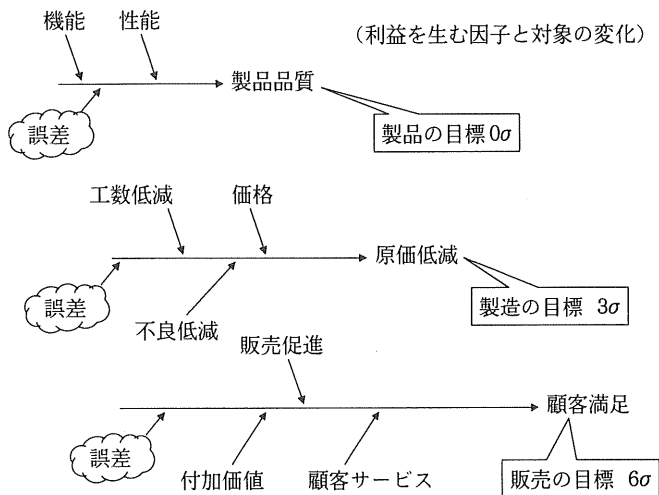 機能 性能
(利益を生む因子と対象の変化)
製品品質
誤差
製品の目標 0σ
工数低減 価格
原価低減
誤差
製造の目標 3σ
不良低減
販売促進
顧客満足
誤差
付加価値 顧客サービス
販売の目標 6σ